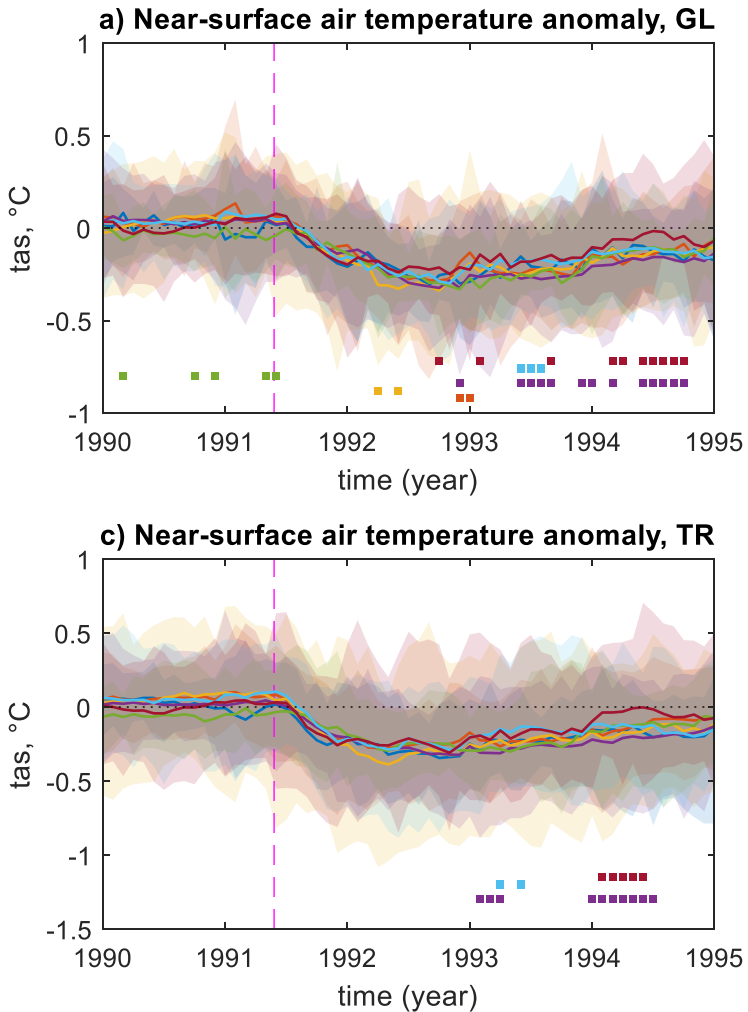 a) Near-surface air temperature anomaly, GL
1
0.5
0
-0.5
-1
tas, °C
1990 1991 1992 1993 1994 1995
time (year)
c) Near-surface air temperature anomaly, TR
1
0.5
0
-0.5
-1
-1.5
tas, °C
1990 1991 1992 1993 1994 1995
time (year)